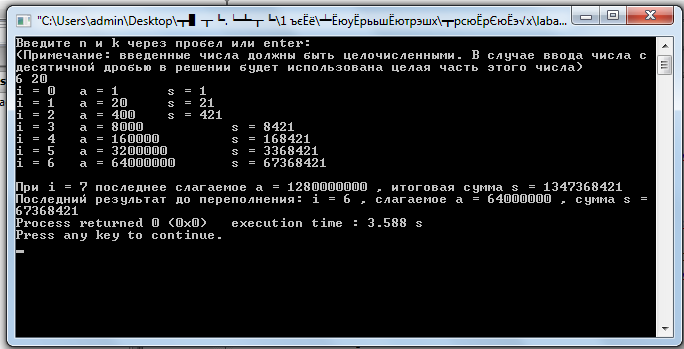 "C:\Users\admin\Desktop\
\laba...
Введите n и k через пробел или enter:
(Примечание: введенные числа должны быть целочисленными. В случае ввода числа с
десятичной дробью в решении будет использована целая часть этого числа)
6 20
i = 0   a = 1      s = 1
i = 1   a = 20     s = 21
i = 2   a = 400    s = 421
i = 3   a = 8000           s = 8421
i = 4   a = 160000         s = 168421
i = 5   a = 3200000        s = 3368421
i = 6   a = 64000000       s = 67368421
При i = 7 последнее слагаемое a = 1280000000 , итоговая сумма s = 1347368421
Последний результат до переполнения: i = 6 , слагаемое a = 64000000 , сумма s =
67368421
Process returned 0 (0x0)   execution time : 3.588 s
Press any key to continue.